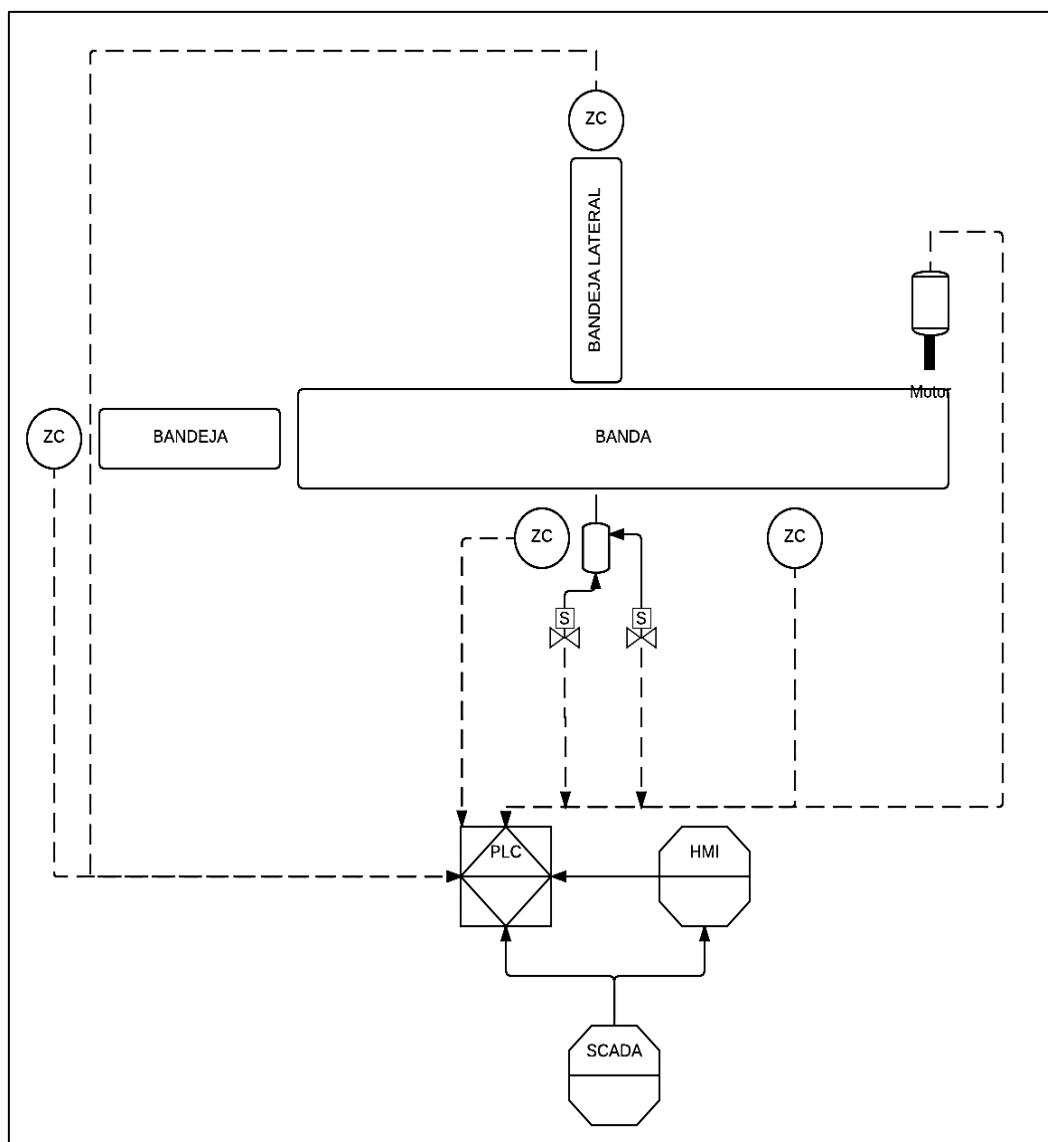 ZC
BANDEJA LATERAL
Motor
ZC
BANDEJA
BANDA
ZC
ZC
S
S
PLC
HMI
SCADA